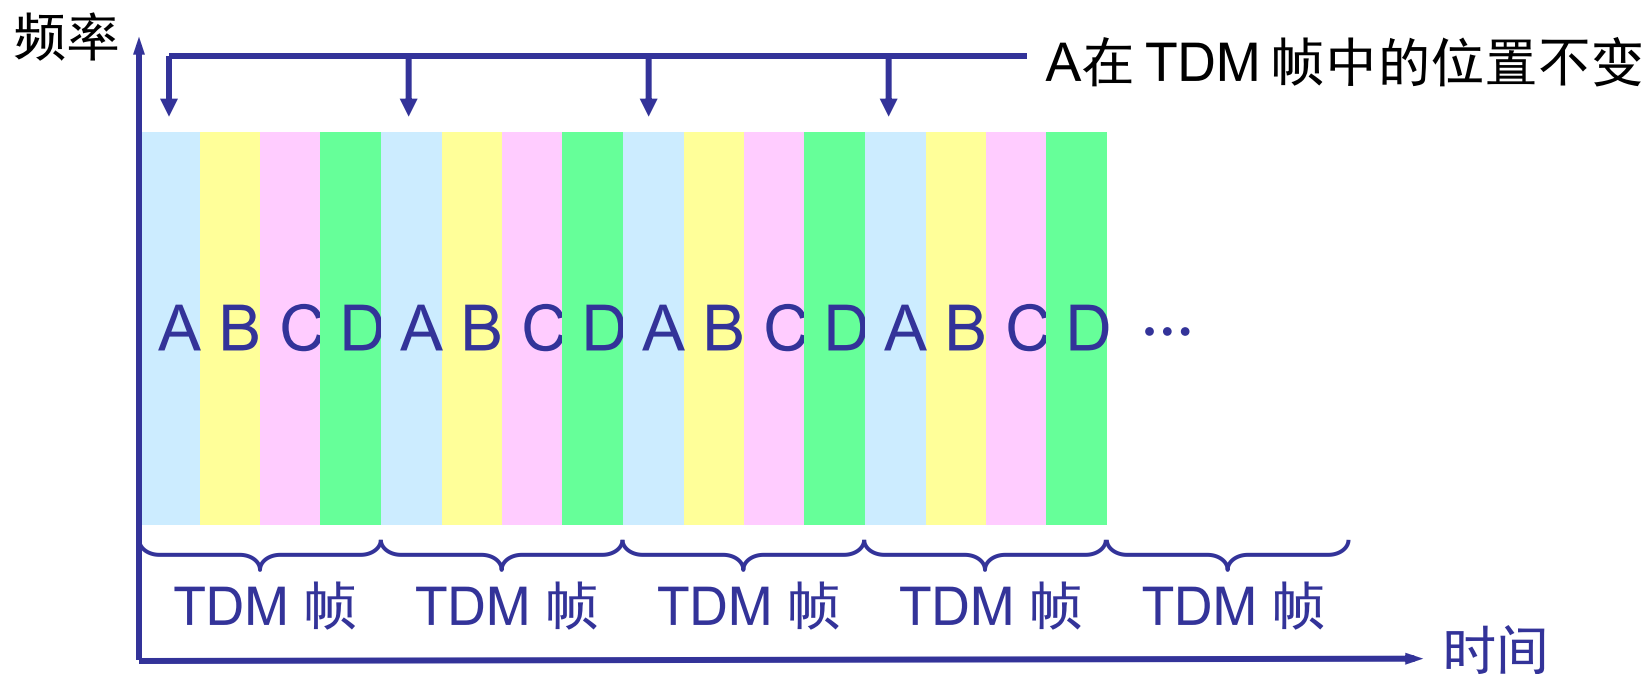 频率
A在 TDM 帧中的位置不变
A B C D A B C D A B C D A B C D ...
TDM 帧 TDM 帧 TDM 帧 TDM 帧 TDM 帧
时间